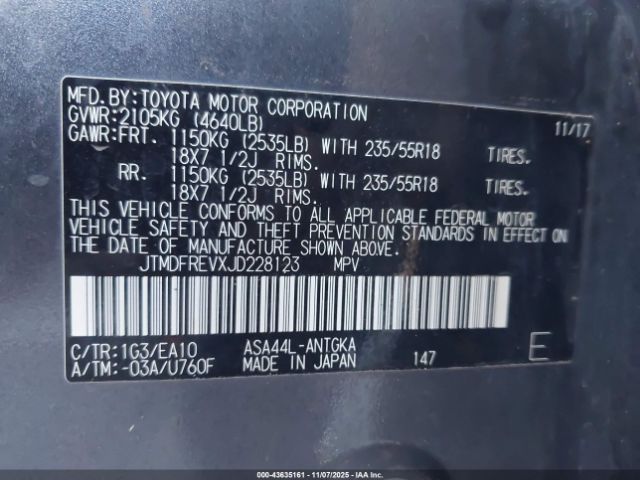 MFD.BY:TOYOTA MOTOR CORPORATION 11/17
GVWR:2105KG (4640LB)
GAWR:FRT. 1150KG (2535LB) WITH 235/55R18 TIRES.
18X7 1/2J RIMS.
RR. 1150KG (2535LB) WITH 235/55R18 TIRES.
18X7 1/2J RIMS.
THIS VEHICLE CONFORMS TO ALL APPLICABLE FEDERAL MOTOR
VEHICLE SAFETY AND THEFT PREVENTION STANDARDS IN EFFECT ON
THE DATE OF MANUFACTURE SHOWN ABOVE.
JTMDFREVXJD228123 MPV
C/TR:1G3/EA10 ASA44L-ANTGKA
A/TM:-03A/U760F MADE IN JAPAN 147 E
000-43635161 - 11/07/2025 - IAAI.COM